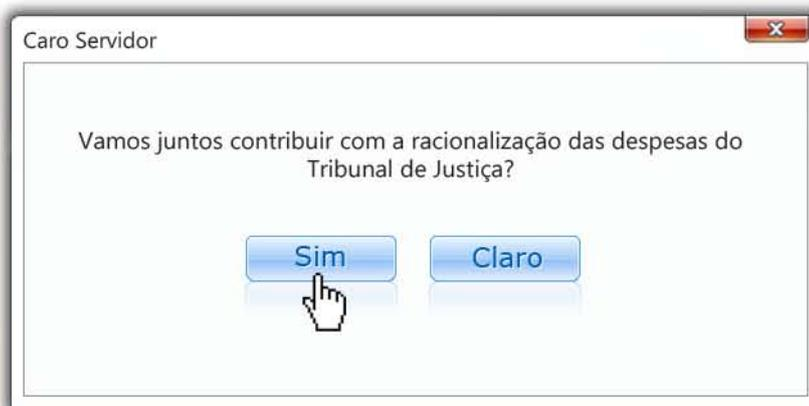 Caro Servidor
Vamos juntos contribuir com a racionalização das despesas do
Tribunal de Justiça?
Sim Claro